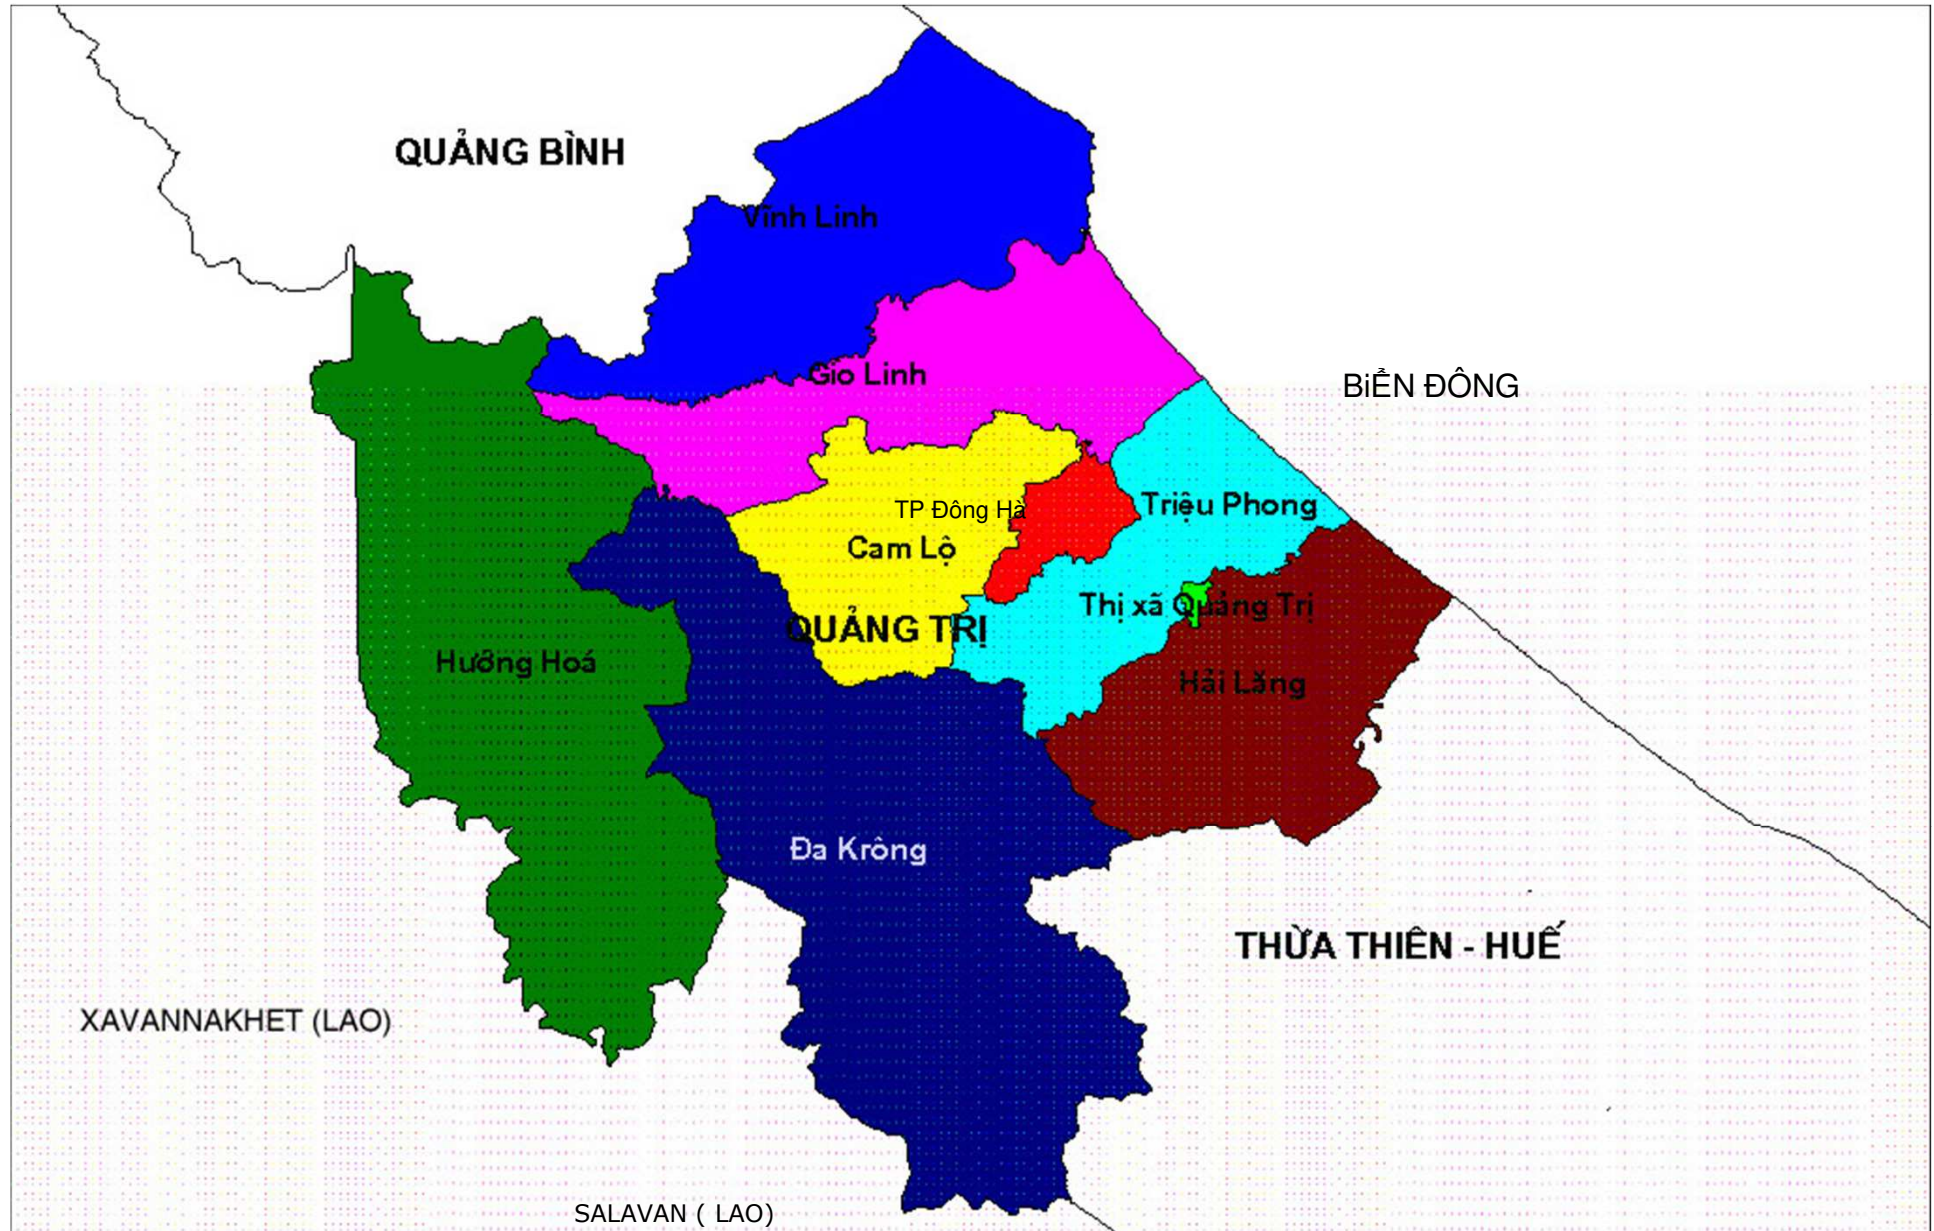 QUẢNG BÌNH
Vĩnh Linh
Gio Linh
BiỂN ĐÔNG
TP Đông Hà
Triệu Phong
Cam Lộ
Thị xã Quảng Trị
QUẢNG TRỊ
Hướng Hoá
Hải Lăng
Đa Krông
THỪA THIÊN - HUẾ
XAVANNAKHET (LAO)
SALAVAN ( LAO)